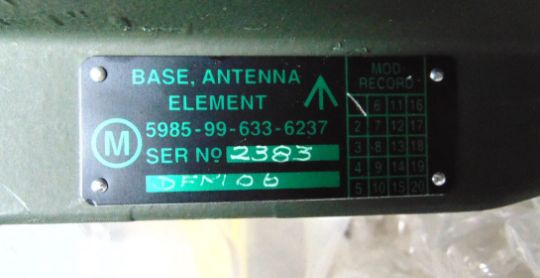 BASE, ANTENNA
ELEMENT
5985-99-633-6237
M
SER Nº 2383
MOD
RECORD
6 11 16
2 7 12 17
3 8 13 18
4 9 14 19
5 10 15 20